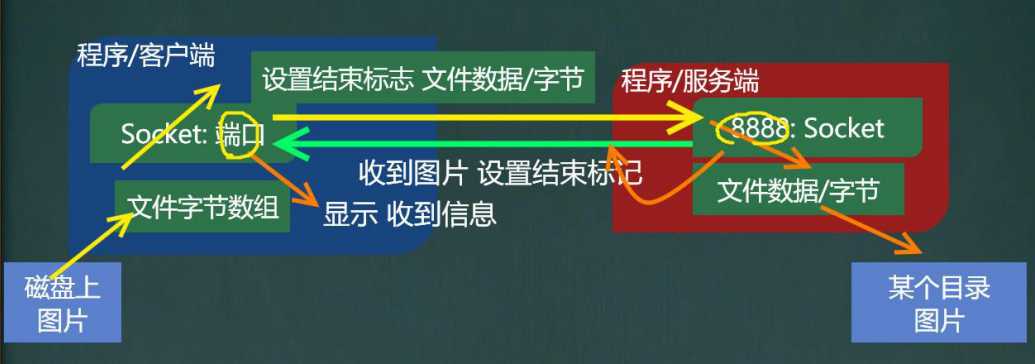 程序/客户端
设置结束标志 文件数据/字节
程序/服务端
Socket: 端口
8888: Socket
收到图片 设置结束标记
文件数据/字节
文件字节数组
显示 收到信息
磁盘上
图片
某个目录
图片